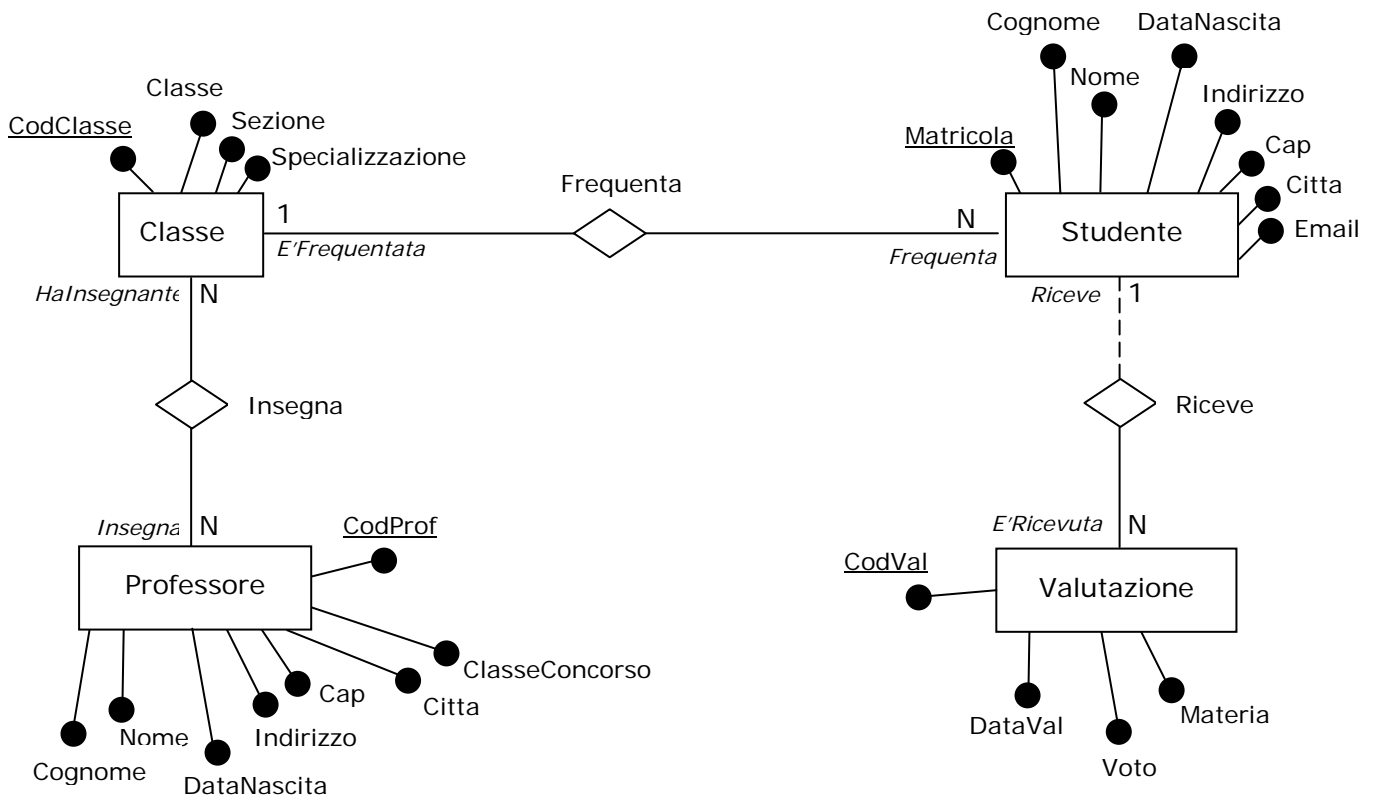 Cognome
DataNascita
Nome
Classe
Indirizzo
CodClasse
Sezione
Matricola
Cap
Specializzazione
Citta
Frequenta
Email
Classe
1
N
Studente
E'Frequentata
Frequenta
HaInsegnante
N
Riceve
1
Insegna
Riceve
Insegna
N
CodProf
E'Ricevuta
N
CodVal
Professore
Valutazione
ClasseConcorso
Cap
Citta
Materia
DataVal
Nome
Indirizzo
Voto
Cognome
DataNascita